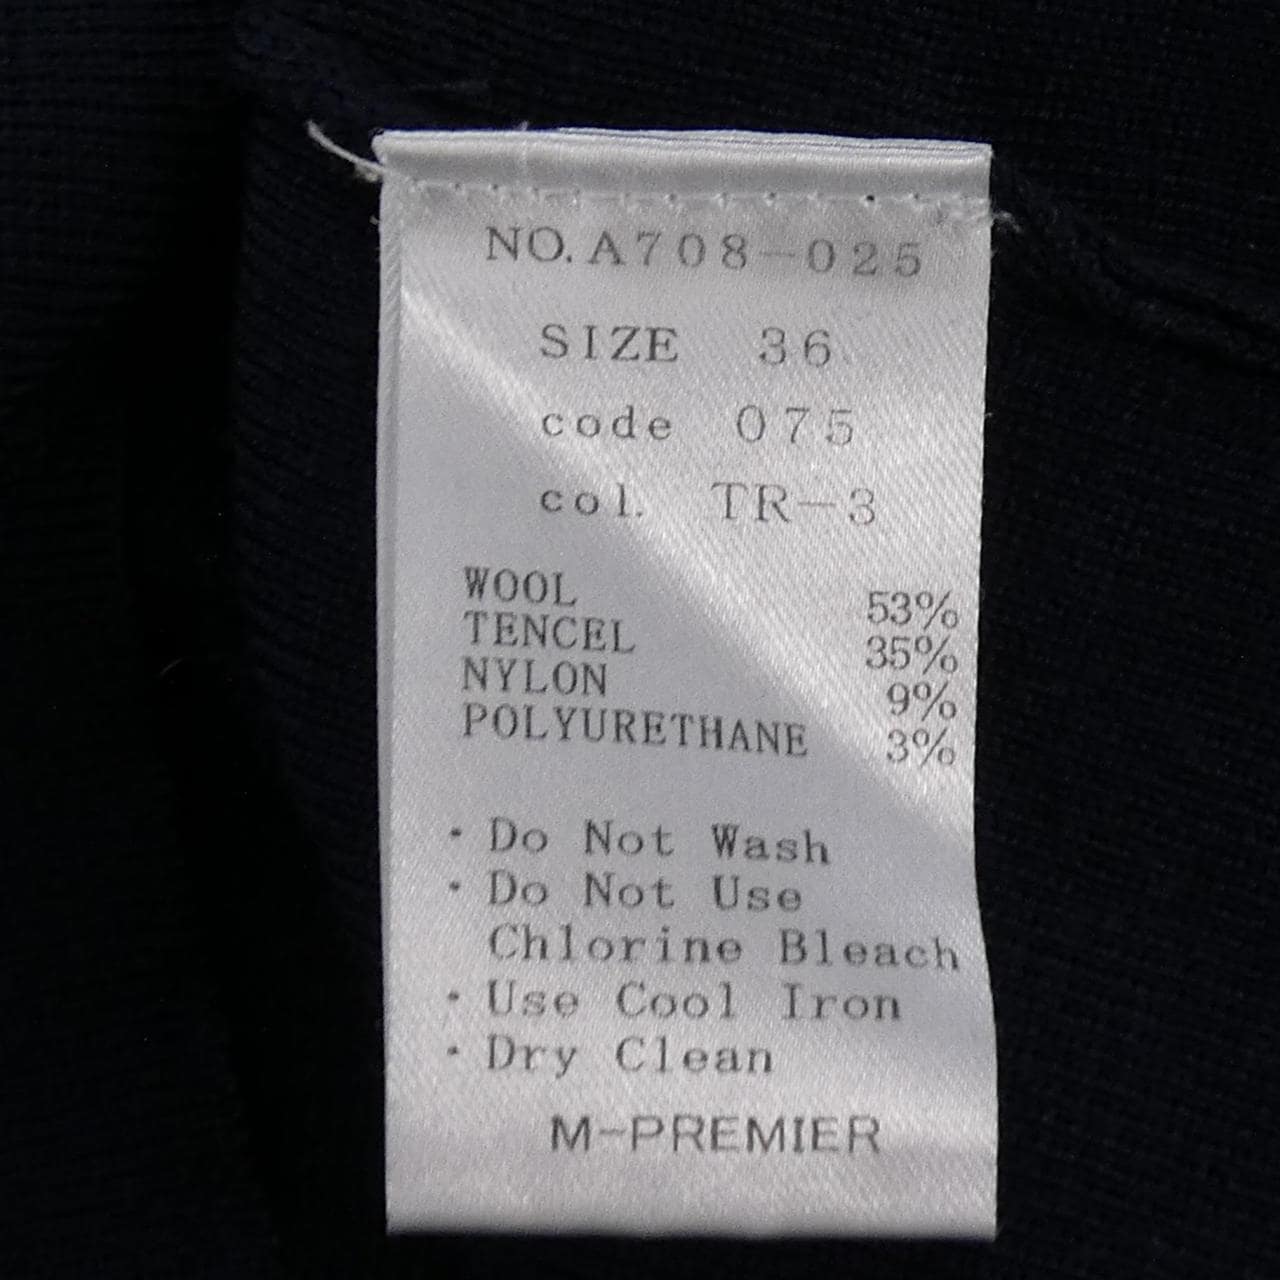 NO.A708-025
SIZE 36
code 075
col. TR-3
WOOL 53%
TENCEL 35%
NYLON 9%
POLYURETHANE 3%
・Do Not Wash
・Do Not Use
Chlorine Bleach
・Use Cool Iron
・Dry Clean
M-PREMIER